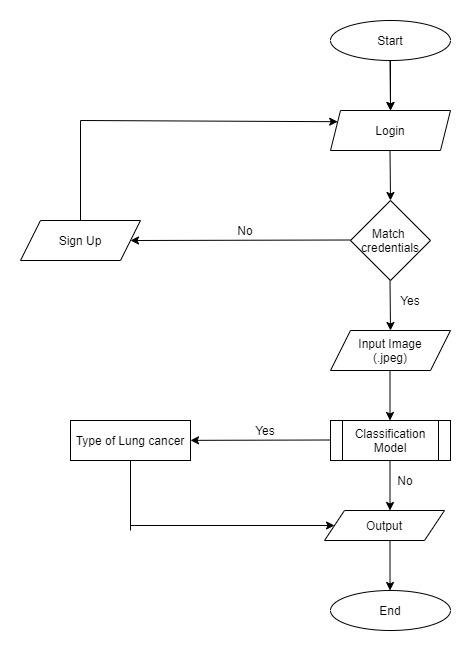 Start
Login
Sign Up
No
Match
credentials
Yes
Input Image
(.jpeg)
Type of Lung cancer
Yes
Classification
Model
No
Output
End